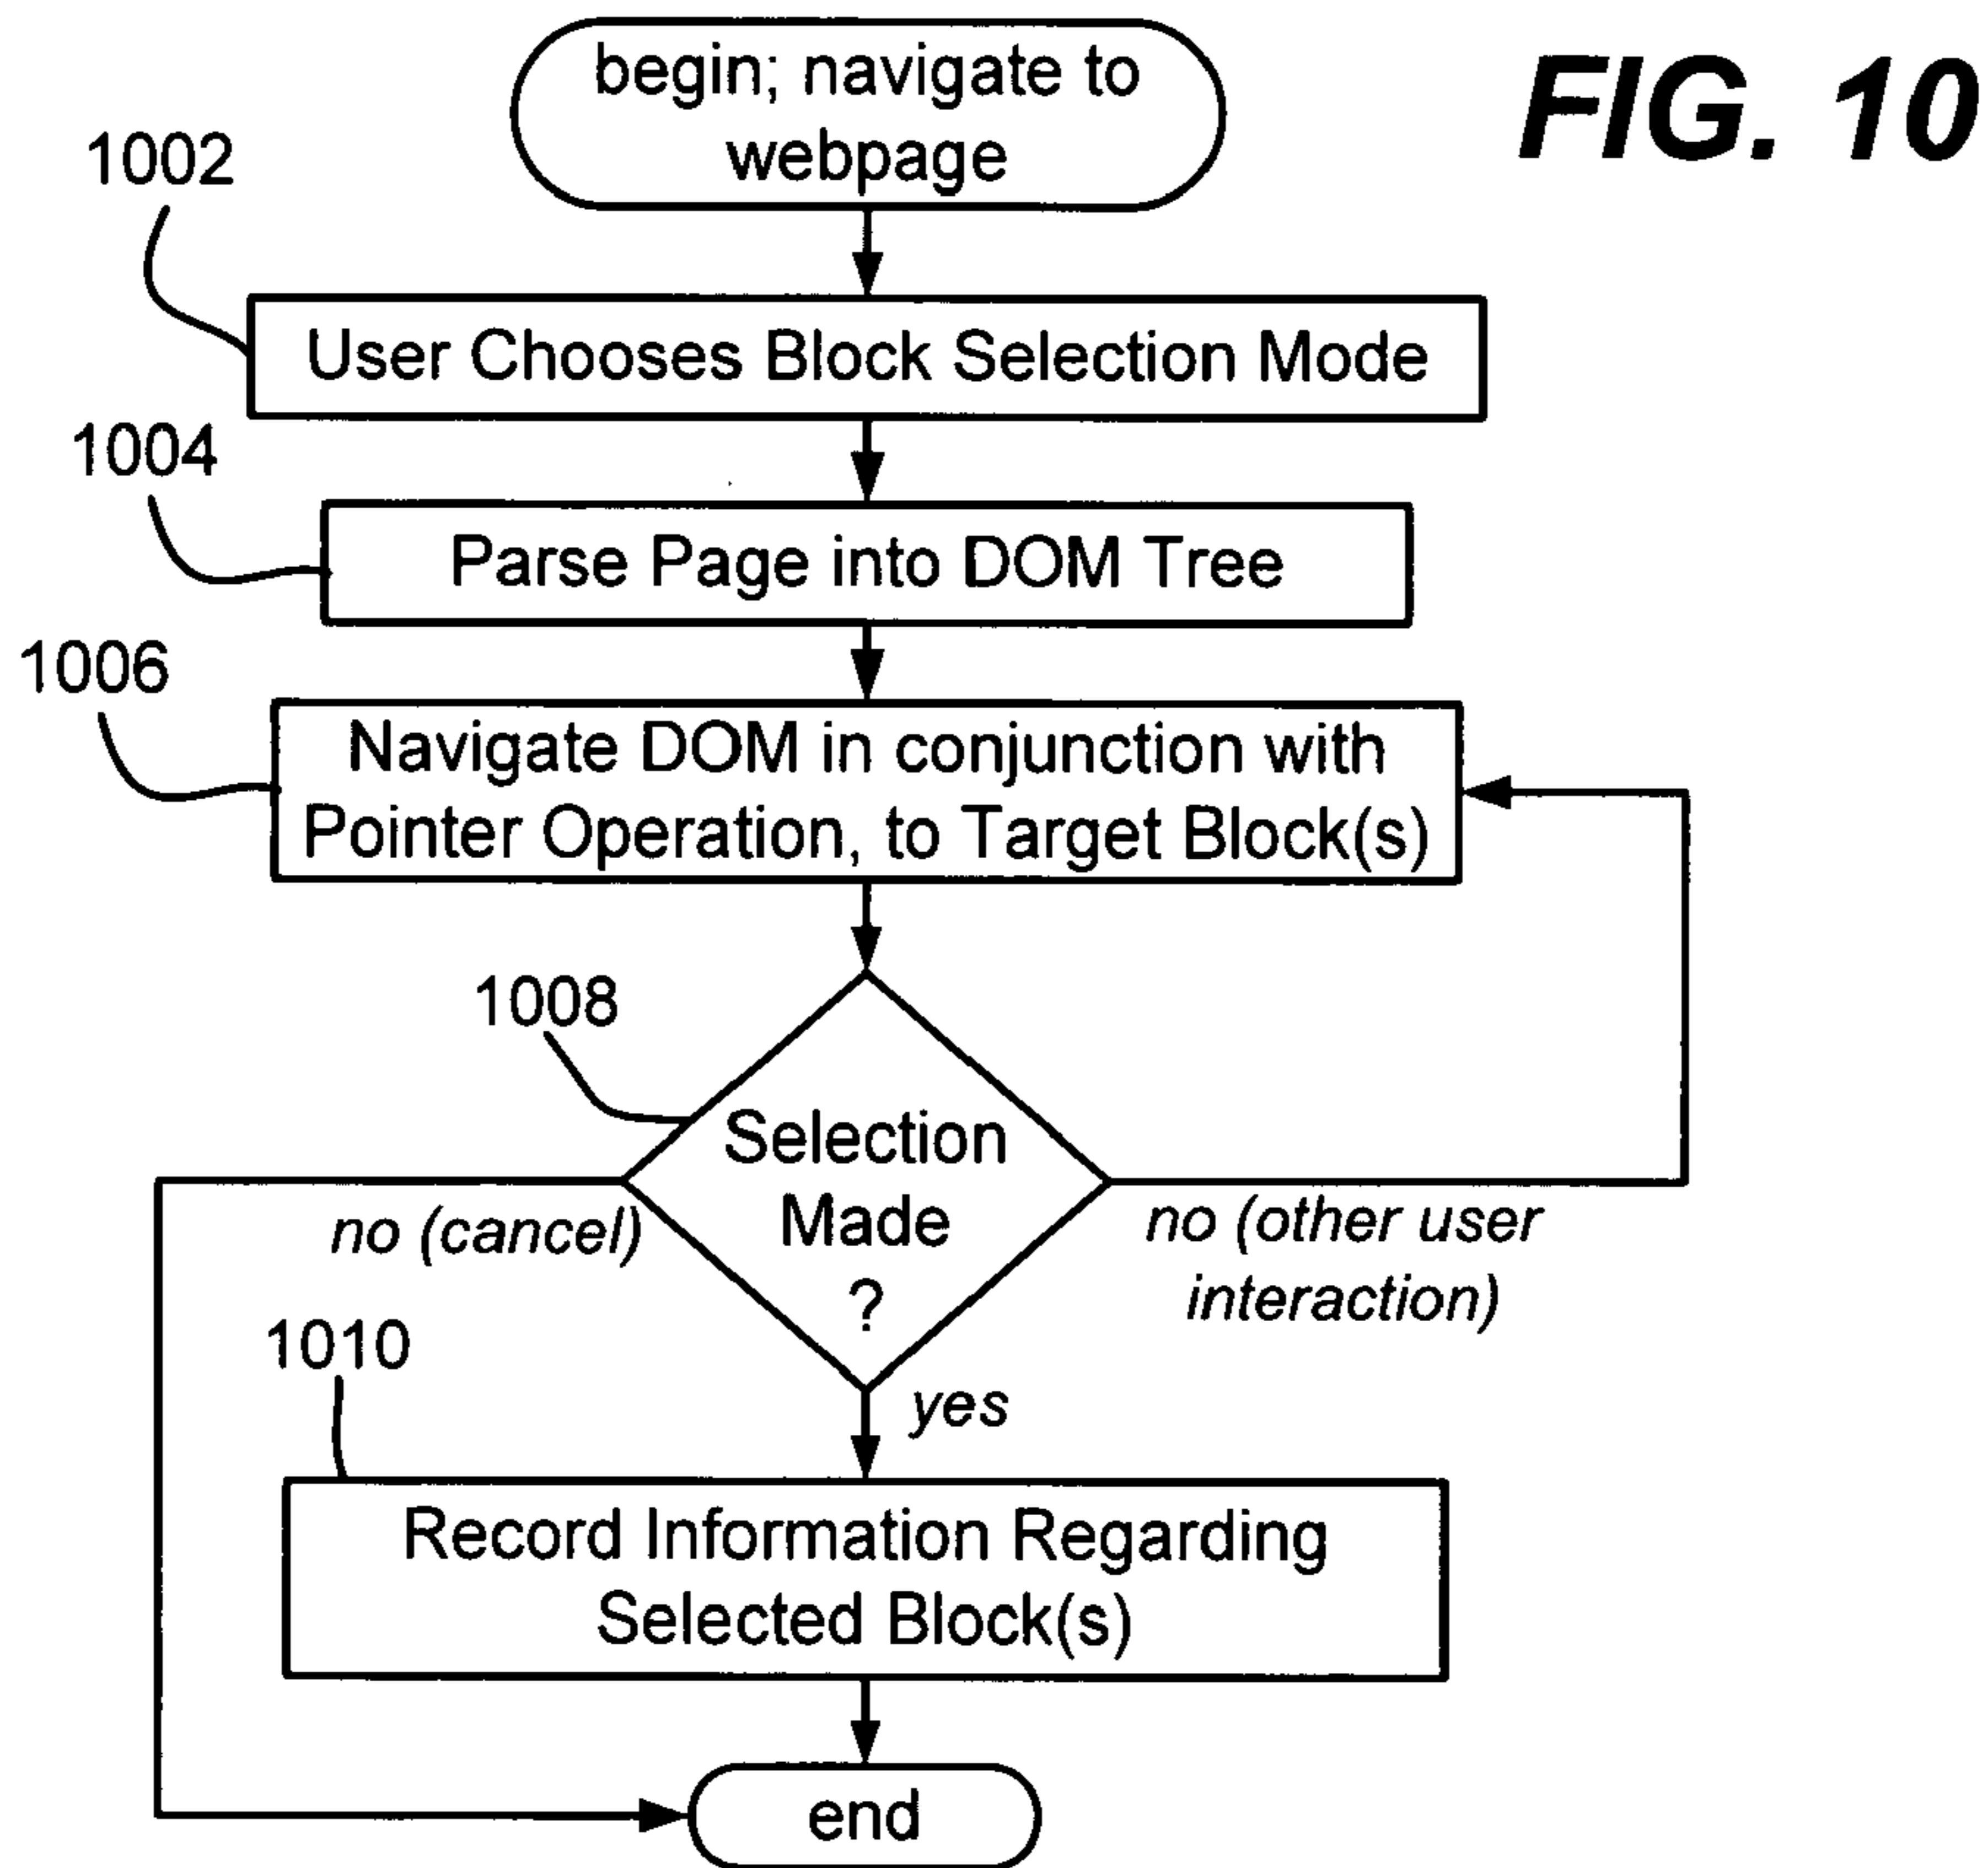 begin; navigate to
webpage
FIG. 10
1002
User Chooses Block Selection Mode
1004
Parse Page into DOM Tree
1006
Navigate DOM in conjunction with
Pointer Operation, to Target Block(s)
1008
Selection
Made
?
no (cancel)
no (other user
interaction)
yes
1010
Record Information Regarding
Selected Block(s)
end